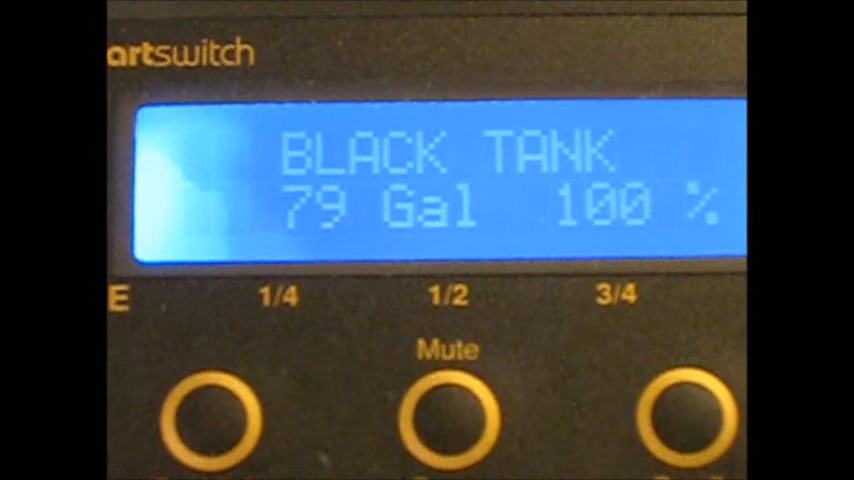 artswitch
BLACK TANK
79 Gal 100 %
E 1/4 1/2 3/4
Mute